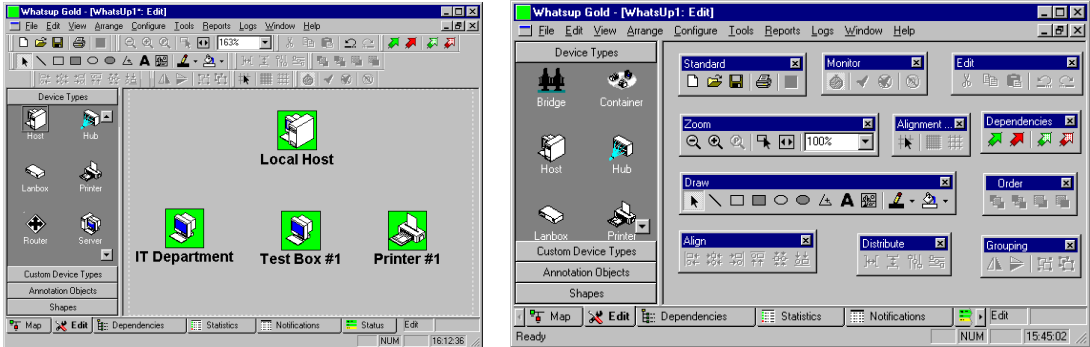 Whatsup Gold - [WhatsUp1*: Edit]
File Edit View Arrange Configure Tools Reports Logs Window Help
163%
Device Types
Host
Hub
Lanbox
Printer
Router
Server
Custom Device Types
Annotation Objects
Shapes
Local Host
IT Department
Test Box #1
Printer #1
Map
Edit
Dependencies
Statistics
Notifications
Status
Edit
NUM
16:12:36
Whatsup Gold - [WhatsUp1: Edit]
File Edit View Arrange Configure Tools Reports Logs Window Help
Device Types
Bridge
Container
Host
Hub
Lanbox
Printer
Custom Device Types
Annotation Objects
Shapes
Standard
Monitor
Edit
Zoom
100%
Alignment ...
Dependencies
Draw
A
Order
Align
Distribute
Grouping
Map
Edit
Dependencies
Statistics
Notifications
Edit
Ready
NUM
15:45:02